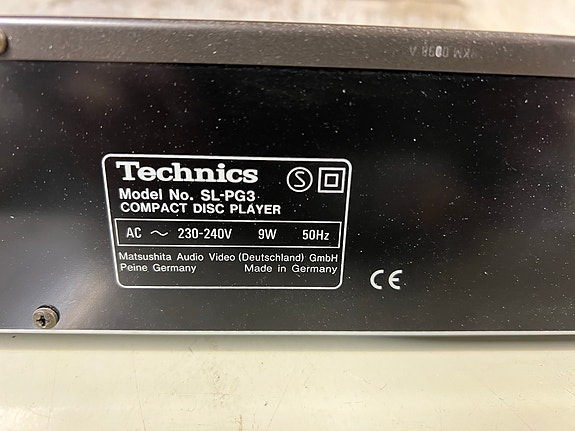 Technics
Model No. SL-PG3
COMPACT DISC PLAYER
AC ~ 230-240V 9W 50Hz
Matsushita Audio Video (Deutschland) GmbH
Peine Germany Made in Germany
CE